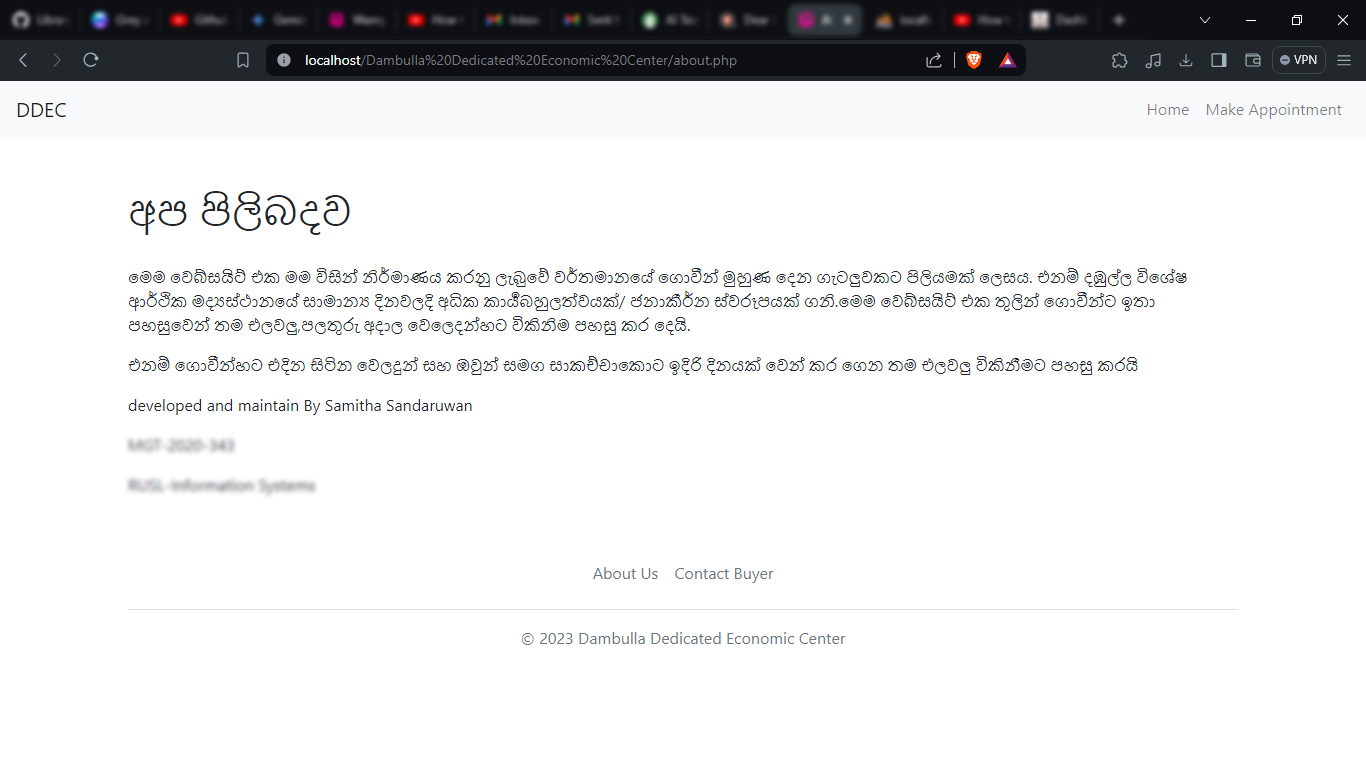 localhost/Dambulla%20Dedicated%20Economic%20Center/about.php
VPN
DDEC
Home
Make Appointment
අප පිලිබදව
මෙම වෙබ්සයිට් එක මම විසින් නිර්මාණය කරනු ලැබුවේ වර්තමානයේ ගොවීන් මුහුණ දෙන ගැටලුවකට පිලියමක් ලෙසය. එනම් දඹුල්ල විශේෂ
ආර්ථික මද්‍යස්ථානයේ සාමාන්‍ය දිනවලදි අධික කාර්‍යබහුලත්වයක්/ ජනාකීර්න ස්වරූපයක් ගනී.මෙම වෙබ්සයිට් එක තුලින් ගොවීන්ට ඉතා
පහසුවෙන් තම එලවලු,පලතුරු අදාල වෙලෙදන්හට විකිනිම පහසු කර දෙයි.
එනම් ගොවීන්හට එදින සිටින වෙලදුන් සහ ඔවුන් සමග සාකච්චාකොට ඉදිරි දිනයක් වෙන් කර ගෙන තම එලවලු විකිනීමට පහසු කරයි
developed and maintain By Samitha Sandaruwan
About Us
Contact Buyer
© 2023 Dambulla Dedicated Economic Center